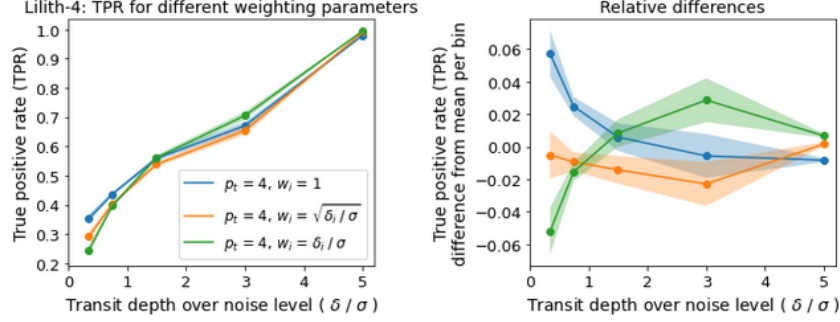 Lilith-4: TPR for different weighting parameters
True positive rate (TPR)
1.0
0.9
0.8
0.7
0.6
0.5
0.4
0.3
0.2
p_t = 4, w_i = 1
p_t = 4, w_i = √δ_i / σ
p_t = 4, w_i = δ_i / σ
0 1 2 3 4 5
Transit depth over noise level ( δ / σ )
Relative differences
True positive (TPR)
difference from mean per bin
0.06
0.04
0.02
0.00
−0.02
−0.04
−0.06
0 1 2 3 4 5
Transit depth over noise level ( δ / σ )